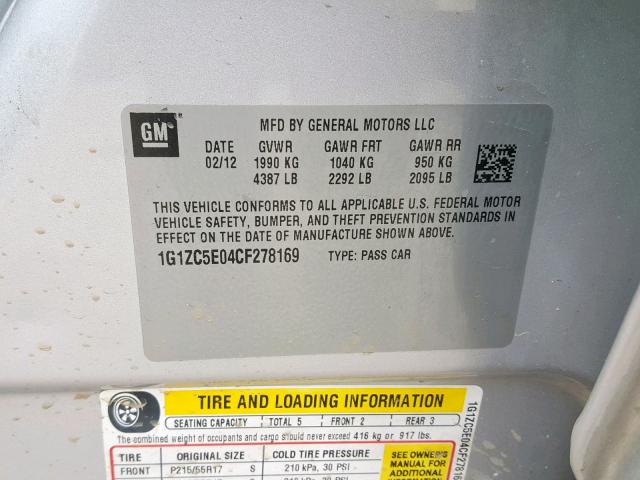 GM
MFD BY GENERAL MOTORS LLC
DATE GVWR GAWR FRT GAWR RR
02/12 1990 KG 1040 KG 950 KG
4387 LB 2292 LB 2095 LB
THIS VEHICLE CONFORMS TO ALL APPLICABLE U.S. FEDERAL MOTOR
VEHICLE SAFETY, BUMPER, AND THEFT PREVENTION STANDARDS IN
EFFECT ON THE DATE OF MANUFACTURE SHOWN ABOVE.
1G1ZC5E04CF278169 TYPE: PASS CAR
TIRE AND LOADING INFORMATION
SEATING CAPACITY TOTAL 5 FRONT 2 REAR 3
The combined weight of occupants and cargo should never exceed 416 kg or 917 lbs.
TIRE ORIGINAL SIZE COLD TIRE PRESSURE
FRONT P215/55R17 S 210 kPa, 30 PSI
SEE OWNER'S
MANUAL FOR
ADDITIONAL
INFORMATION
1G1ZC5E04CF27816